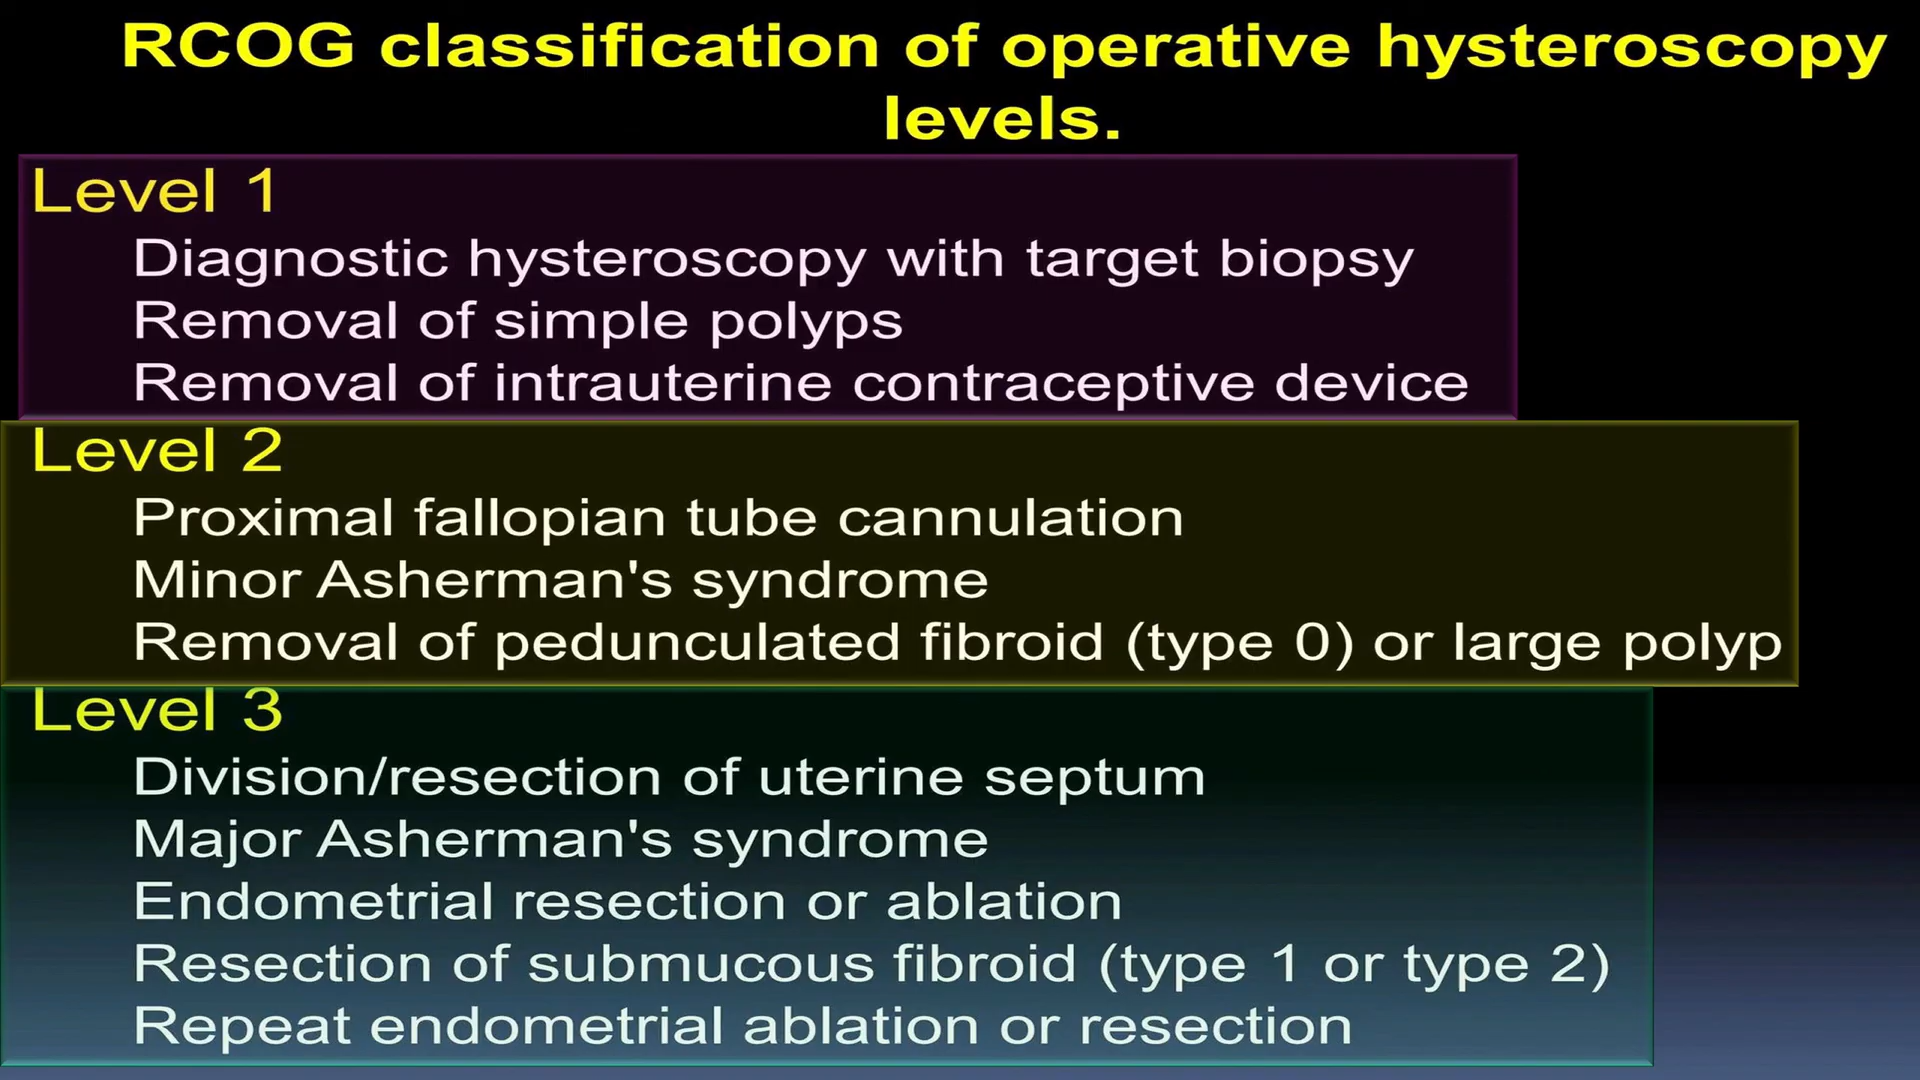 RCOG classification of operative hysteroscopy
levels.
Level 1
Diagnostic hysteroscopy with target biopsy
Removal of simple polyps
Removal of intrauterine contraceptive device
Level 2
Proximal fallopian tube cannulation
Minor Asherman's syndrome
Removal of pedunculated fibroid (type 0) or large polyp
Level 3
Division/resection of uterine septum
Major Asherman's syndrome
Endometrial resection or ablation
Resection of submucous fibroid (type 1 or type 2)
Repeat endometrial ablation or resection